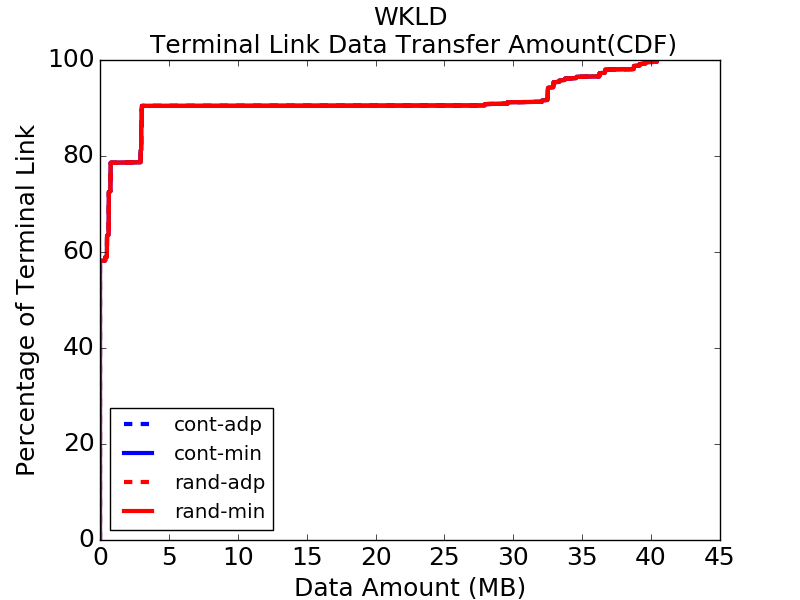 WKLD
Terminal Link Data Transfer Amount(CDF)
Percentage of Terminal Link
100
80
60
40
20
0
cont-adp
cont-min
rand-adp
rand-min
0 5 10 15 20 25 30 35 40 45
Data Amount (MB)